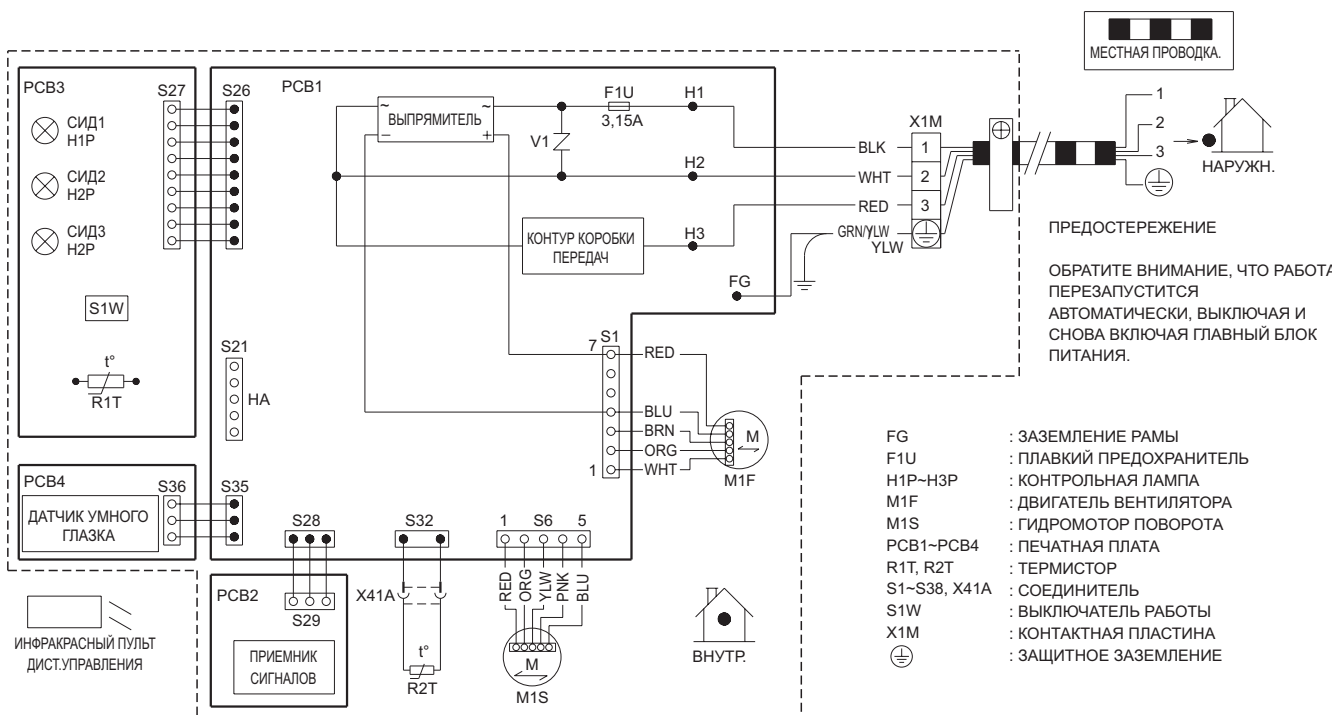 МЕСТНАЯ ПРОВОДКА.
PCB3
S27
S26
PCB1
СИД1
H1P
СИД2
H2P
СИД3
H2P
S1W
t°
R1T
ВЫПРЯМИТЕЛЬ
~
~
–
+
V1
F1U
3,15A
H1
H2
H3
КОНТУР КОРОБКИ
ПЕРЕДАЧ
FG
BLK
WHT
RED
GRN/YLW
YLW
X1M
1
2
3
1
2
3
НАРУЖН.
ПРЕДОСТЕРЕЖЕНИЕ
ОБРАТИТЕ ВНИМАНИЕ, ЧТО РАБОТА
ПЕРЕЗАПУСТИТСЯ
АВТОМАТИЧЕСКИ, ВЫКЛЮЧАЯ И
СНОВА ВКЛЮЧАЯ ГЛАВНЫЙ БЛОК
ПИТАНИЯ.
S21
HA
S1
7
1
RED
BLU
BRN
ORG
WHT
M
M1F
PCB4
S36
S35
ДАТЧИК УМНОГО
ГЛАЗКА
S28
S32
1
S6
5
PCB2
S29
ПРИЕМНИК
СИГНАЛОВ
X41A
t°
R2T
RED
ORG
YLW
PNK
BLU
M
M1S
ИНФРАКРАСНЫЙ ПУЛЬТ
ДИСТ.УПРАВЛЕНИЯ
ВНУТР.
FG : ЗАЗЕМЛЕНИЕ РАМЫ
F1U : ПЛАВКИЙ ПРЕДОХРАНИТЕЛЬ
H1P~H3P : КОНТРОЛЬНАЯ ЛАМПА
M1F : ДВИГАТЕЛЬ ВЕНТИЛЯТОРА
M1S : ГИДРОМОТОР ПОВОРОТА
PCB1~PCB4 : ПЕЧАТНАЯ ПЛАТА
R1T, R2T : ТЕРМИСТОР
S1~S38, X41A : СОЕДИНИТЕЛЬ
S1W : ВЫКЛЮЧАТЕЛЬ РАБОТЫ
X1M : КОНТАКТНАЯ ПЛАСТИНА
: ЗАЩИТНОЕ ЗАЗЕМЛЕНИЕ